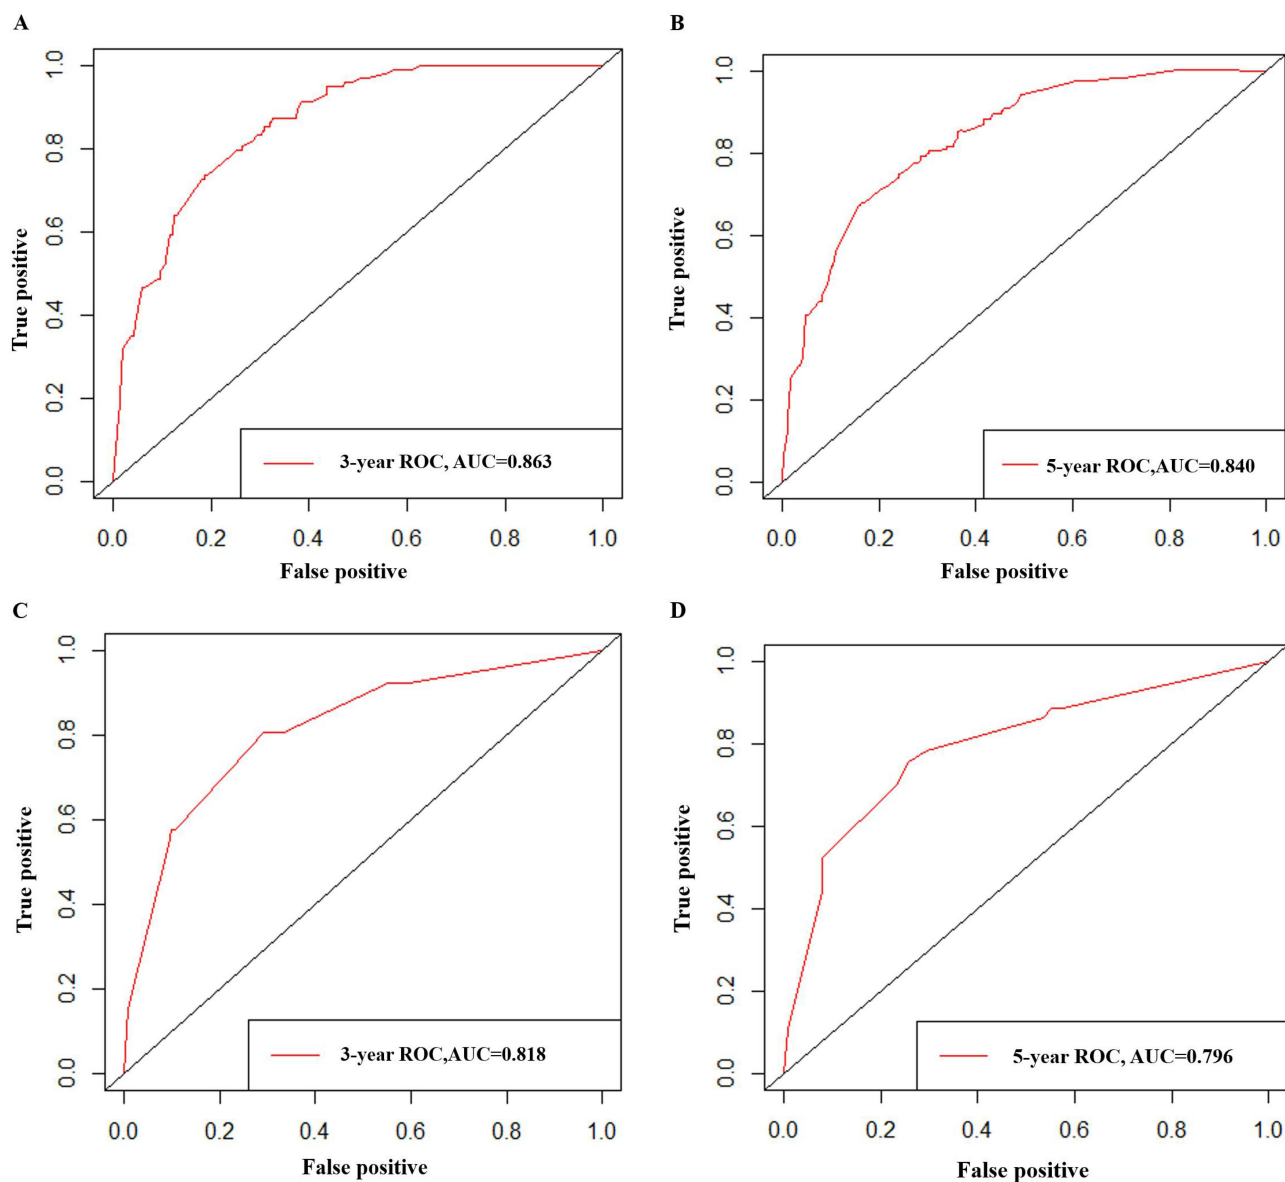 A
True positive
1.0
0.8
0.6
0.4
0.2
0.0
3-year ROC, AUC=0.863
0.0 0.2 0.4 0.6 0.8 1.0
False positive
B
True positive
1.0
0.8
0.6
0.4
0.2
0.0
5-year ROC,AUC=0.840
0.0 0.2 0.4 0.6 0.8 1.0
False positive
C
True positive
1.0
0.8
0.6
0.4
0.2
0.0
3-year ROC,AUC=0.818
0.0 0.2 0.4 0.6 0.8 1.0
False positive
D
True positive
1.0
0.8
0.6
0.4
0.2
0.0
5-year ROC, AUC=0.796
0.0 0.2 0.4 0.6 0.8 1.0
False positive